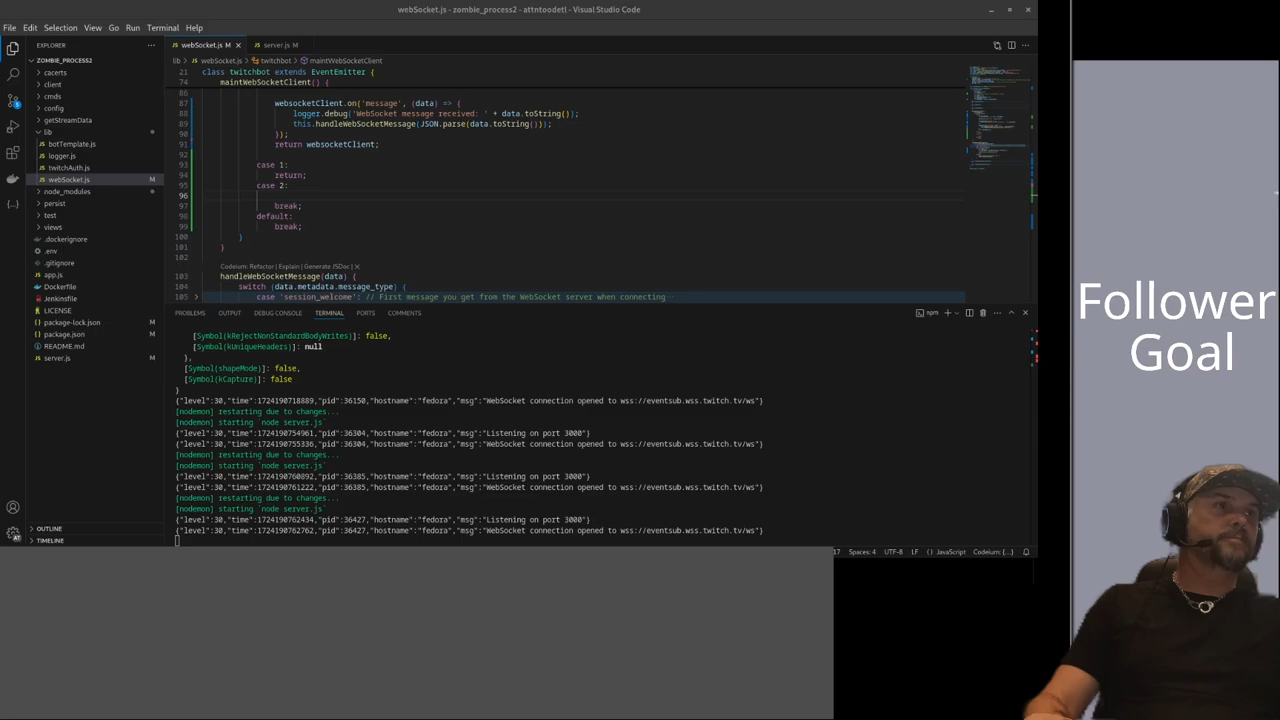 webSocket.js - zombie_process2 - attntoodetl - Visual Studio Code
File Edit Selection View Go Run Terminal Help
EXPLORER
ZOMBIE_PROCESS2
cacerts
client
cmds
config
getStreamData
lib
botTemplate.js
logger.js
twitchAuth.js
webSocket.js M
node_modules
persist
test
views
.dockerignore
.env
.gitignore
app.js
Dockerfile
Jenkinsfile
LICENSE
package-lock.json M
package.json M
README.md
server.js M
OUTLINE
TIMELINE
JS webSocket.js M
JS server.js M
lib > JS webSocket.js > twitchbot > maintWebSocketClient
21 class twitchbot extends EventEmitter {
74 maintWebSocketClient() {
86
87 websocketClient.on('message', (data) => {
88 logger.debug('WebSocket message received: ' + data.toString());
89 this.handleWebSocketMessage(JSON.parse(data.toString()));
90 });
91 return websocketClient;
92
93 case 1:
94 return;
95 case 2:
96
97 break;
98 default:
99 break;
100 }
101 }
102
Codeium: Refactor | Explain | Generate JSDoc | X
103 handleWebSocketMessage(data) {
104 switch (data.metadata.message_type) {
105 case 'session_welcome': // First message you get from the WebSocket server when connecting
PROBLEMS OUTPUT DEBUG CONSOLE TERMINAL PORTS COMMENTS
npm
[Symbol(kRejectNonStandardBodyWrites)]: false,
[Symbol(kUniqueHeaders)]: null
},
[Symbol(shapeMode)]: false,
[Symbol(kCapture)]: false
}
{"level":30,"time":1724190718889,"pid":36150,"hostname":"fedora","msg":"WebSocket connection opened to wss://eventsub.wss.twitch.tv/ws"}
[nodemon] restarting due to changes...
[nodemon] starting `node server.js`
{"level":30,"time":1724190754961,"pid":36304,"hostname":"fedora","msg":"Listening on port 3000"}
{"level":30,"time":1724190755336,"pid":36304,"hostname":"fedora","msg":"WebSocket connection opened to wss://eventsub.wss.twitch.tv/ws"}
[nodemon] restarting due to changes...
[nodemon] starting `node server.js`
{"level":30,"time":1724190760892,"pid":36385,"hostname":"fedora","msg":"Listening on port 3000"}
{"level":30,"time":1724190761222,"pid":36385,"hostname":"fedora","msg":"WebSocket connection opened to wss://eventsub.wss.twitch.tv/ws"}
[nodemon] restarting due to changes...
[nodemon] starting `node server.js`
{"level":30,"time":1724190762434,"pid":36427,"hostname":"fedora","msg":"Listening on port 3000"}
{"level":30,"time":1724190762762,"pid":36427,"hostname":"fedora","msg":"WebSocket connection opened to wss://eventsub.wss.twitch.tv/ws"}
17 Spaces: 4 UTF-8 LF {} JavaScript Codeium: {...}
Follower
Goal